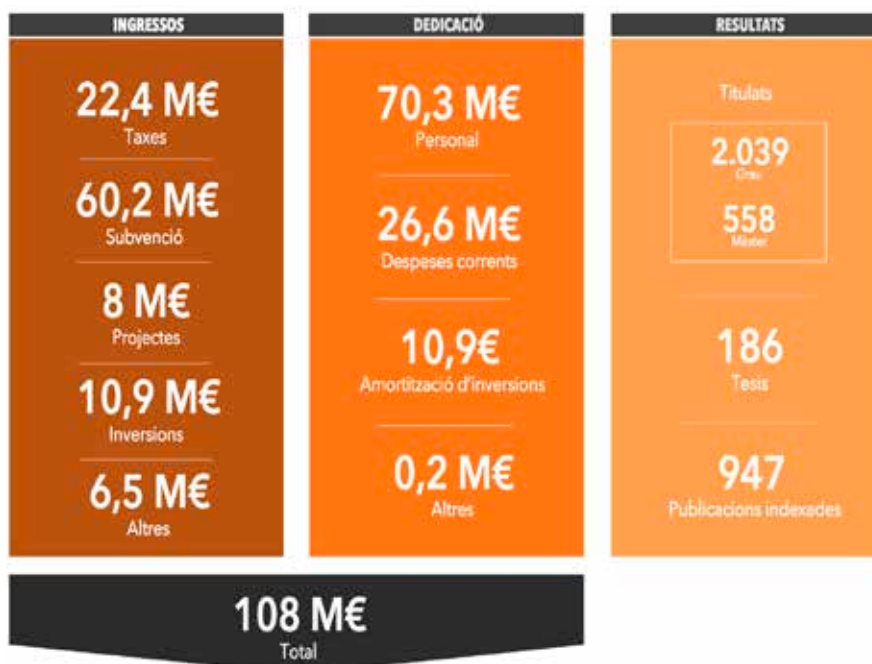 INGRESSOS
22,4 M€
Taxes
60,2 M€
Subvenció
8 M€
Projectes
10,9 M€
Inversions
6,5 M€
Altres
DEDICACIÓ
70,3 M€
Personal
26,6 M€
Despeses corrents
10,9€
Amortització d'inversions
0,2 M€
Altres
RESULTATS
Titulats
2.039
Grau
558
Màster
186
Tesis
947
Publicacions indexades
108 M€
Total